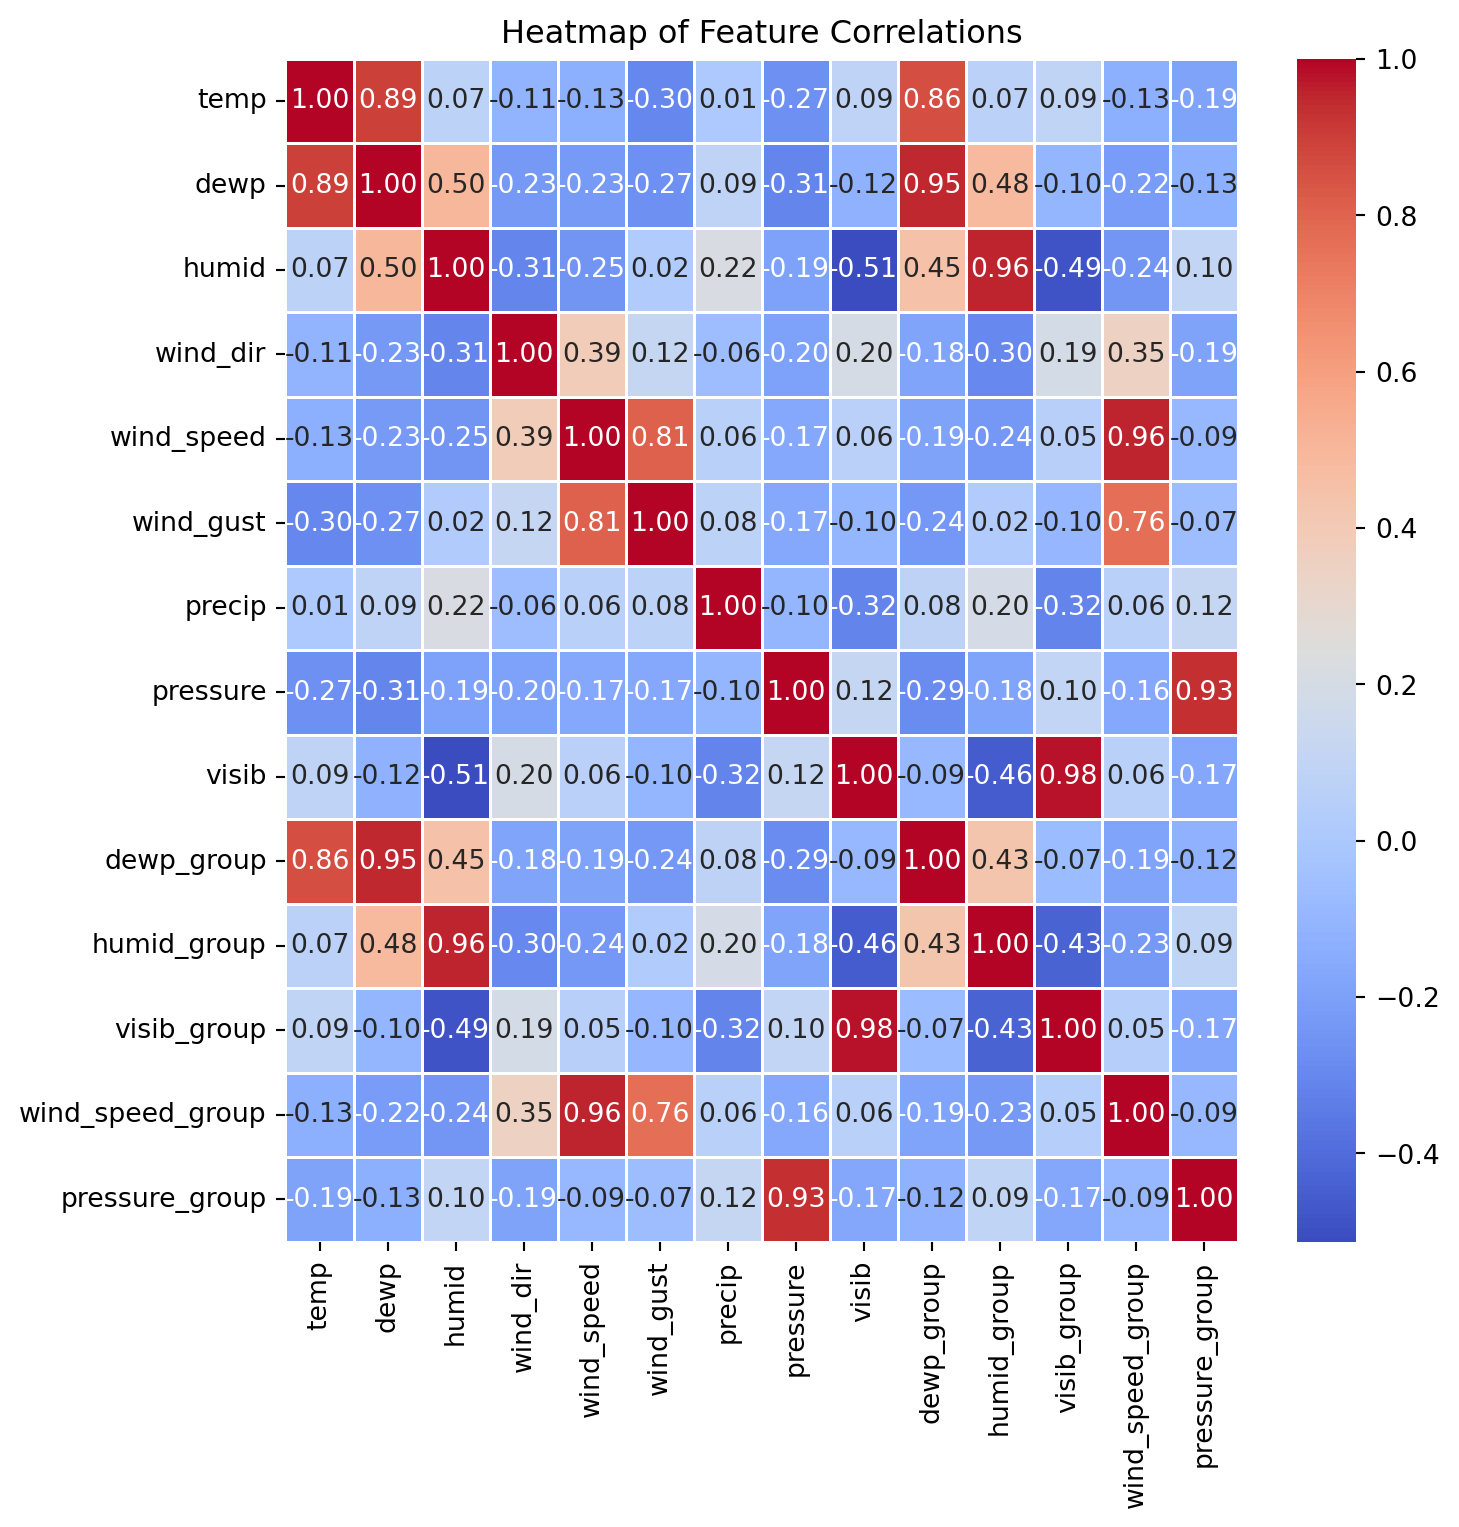 Heatmap of Feature Correlations
temp 1.00 0.89 0.07 -0.11 -0.13 -0.30 0.01 -0.27 0.09 0.86 0.07 0.09 -0.13 -0.19
dewp 0.89 1.00 0.50 -0.23 -0.23 -0.27 0.09 -0.31 -0.12 0.95 0.48 -0.10 -0.22 -0.13
humid 0.07 0.50 1.00 -0.31 -0.25 0.02 0.22 -0.19 -0.51 0.45 0.96 -0.49 -0.24 0.10
wind_dir -0.11 -0.23 -0.31 1.00 0.39 0.12 -0.06 -0.20 0.20 -0.18 -0.30 0.19 0.35 -0.19
wind_speed -0.13 -0.23 -0.25 0.39 1.00 0.81 0.06 -0.17 0.06 -0.19 -0.24 0.05 0.96 -0.09
wind_gust -0.30 -0.27 0.02 0.12 0.81 1.00 0.08 -0.17 -0.10 -0.24 0.02 -0.10 0.76 -0.07
precip 0.01 0.09 0.22 -0.06 0.06 0.08 1.00 -0.10 -0.32 0.08 0.20 -0.32 0.06 0.12
pressure -0.27 -0.31 -0.19 -0.20 -0.17 -0.17 -0.10 1.00 0.12 -0.29 -0.18 0.10 -0.16 0.93
visib 0.09 -0.12 -0.51 0.20 0.06 -0.10 -0.32 0.12 1.00 -0.09 -0.46 0.98 0.06 -0.17
dewp_group 0.86 0.95 0.45 -0.18 -0.19 -0.24 0.08 -0.29 -0.09 1.00 0.43 -0.07 -0.19 -0.12
humid_group 0.07 0.48 0.96 -0.30 -0.24 0.02 0.20 -0.18 -0.46 0.43 1.00 -0.43 -0.23 0.09
visib_group 0.09 -0.10 -0.49 0.19 0.05 -0.10 -0.32 0.10 0.98 -0.07 -0.43 1.00 0.05 -0.17
wind_speed_group -0.13 -0.22 -0.24 0.35 0.96 0.76 0.06 -0.16 0.06 -0.19 -0.23 0.05 1.00 -0.09
pressure_group -0.19 -0.13 0.10 -0.19 -0.09 -0.07 0.12 0.93 -0.17 -0.12 0.09 -0.17 -0.09 1.00
temp
dewp
humid
wind_dir
wind_speed
wind_gust
precip
pressure
visib
dewp_group
humid_group
visib_group
wind_speed_group
pressure_group
1.0
0.8
0.6
0.4
0.2
0.0
−0.2
−0.4